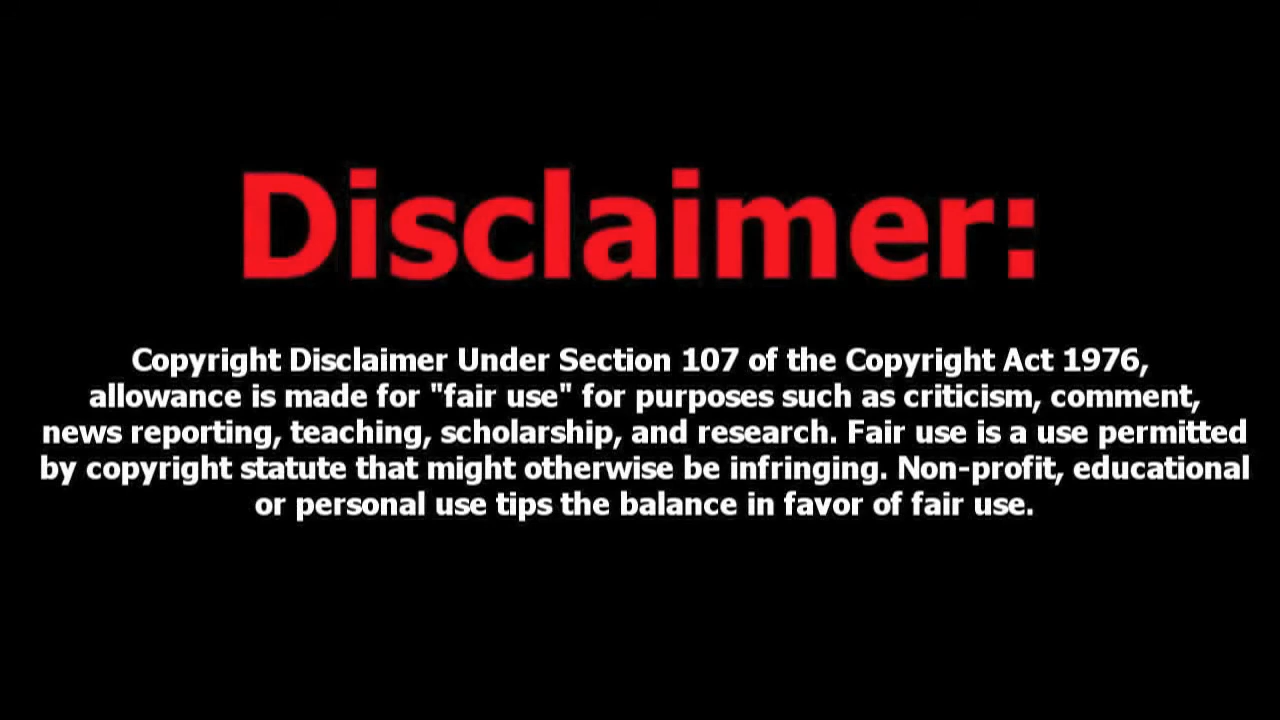 Disclaimer:
Copyright Disclaimer Under Section 107 of the Copyright Act 1976,
allowance is made for "fair use" for purposes such as criticism, comment,
news reporting, teaching, scholarship, and research. Fair use is a use permitted
by copyright statute that might otherwise be infringing. Non-profit, educational
or personal use tips the balance in favor of fair use.